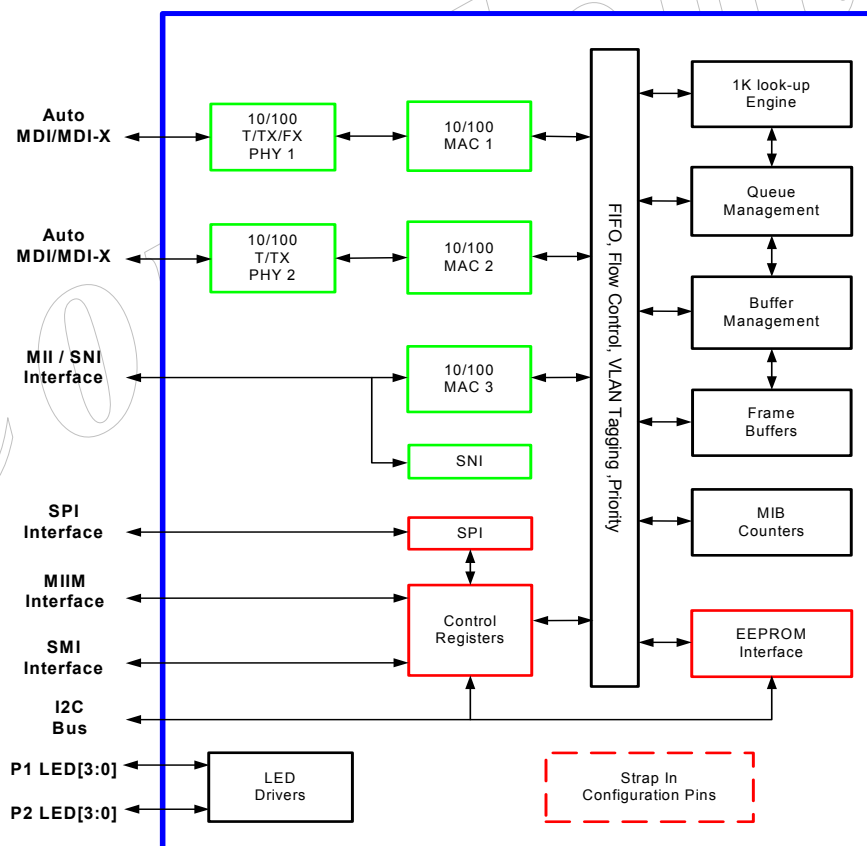 Auto
MDI/MDI-X
10/100
T/TX/FX
PHY 1
10/100
MAC 1
1K look-up
Engine
Auto
MDI/MDI-X
10/100
T/TX
PHY 2
10/100
MAC 2
Queue
Management
FIFO, Flow Control, VLAN Tagging ,Priority
Buffer
Management
MII / SNI
Interface
10/100
MAC 3
Frame
Buffers
SNI
SPI
Interface
SPI
MIB
Counters
MIIM
Interface
Control
Registers
EEPROM
Interface
SMI
Interface
I2C
Bus
P1 LED[3:0]
P2 LED[3:0]
LED
Drivers
Strap In
Configuration Pins